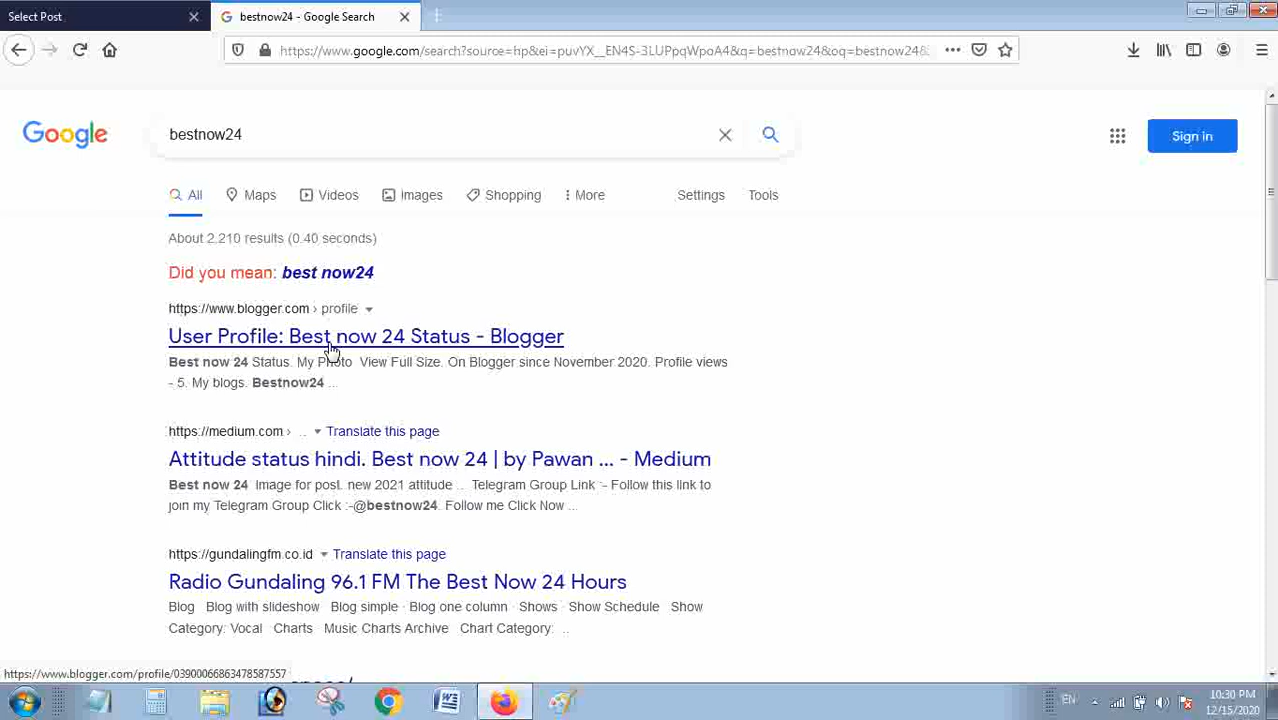 Select Post
bestnow24 - Google Search
https://www.google.com/search?source=hp&ei=puvYX__EN4S-3LUPpqWpoA4&q=bestnow24&oq=bestnow24&
Google
bestnow24
Sign in
All Maps Videos Images Shopping More Settings Tools
About 2,210 results (0.40 seconds)
Did you mean: best now24
https://www.blogger.com › profile
User Profile: Best now 24 Status - Blogger
Best now 24 Status. My Photo View Full Size. On Blogger since November 2020. Profile views
- 5. My blogs. Bestnow24 ...
https://medium.com › ... Translate this page
Attitude status hindi. Best now 24 | by Pawan ... - Medium
Best now 24 Image for post. new 2021 attitude ... Telegram Group Link :- Follow this link to
join my Telegram Group Click :-@bestnow24. Follow me Click Now ...
https://gundalingfm.co.id Translate this page
Radio Gundaling 96.1 FM The Best Now 24 Hours
Blog Blog with slideshow Blog simple · Blog one column · Shows · Show Schedule Show
Category: Vocal Charts Music Charts Archive Chart Category: ...
https://www.blogger.com/profile/03900066863478587557
EN
10:30 PM
12/15/2020